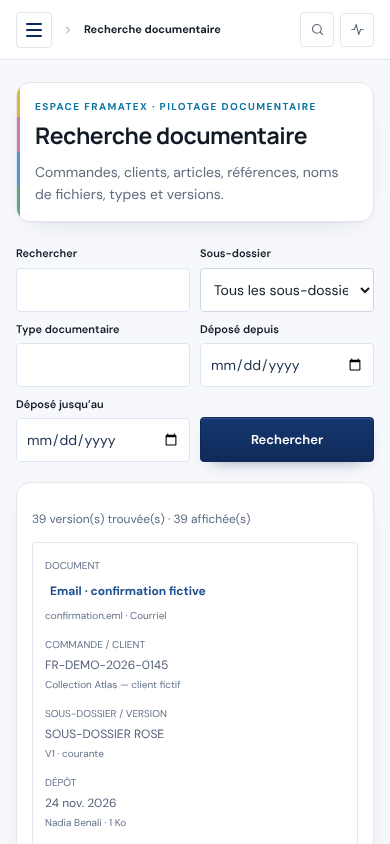 Recherche documentaire
ESPACE FRAMATEX · PILOTAGE DOCUMENTAIRE
Recherche documentaire
Commandes, clients, articles, références, noms
de fichiers, types et versions.
Rechercher
Sous-dossier
Tous les sous-dossie
Type documentaire
Déposé depuis
mm/dd/yyyy
Déposé jusqu’au
mm/dd/yyyy
Rechercher
39 version(s) trouvée(s) · 39 affichée(s)
DOCUMENT
Email · confirmation fictive
confirmation.eml · Courriel
COMMANDE / CLIENT
FR-DEMO-2026-0145
Collection Atlas — client fictif
SOUS-DOSSIER / VERSION
SOUS-DOSSIER ROSE
V1 · courante
DÉPÔT
24 nov. 2026
Nadia Benali · 1 Ko